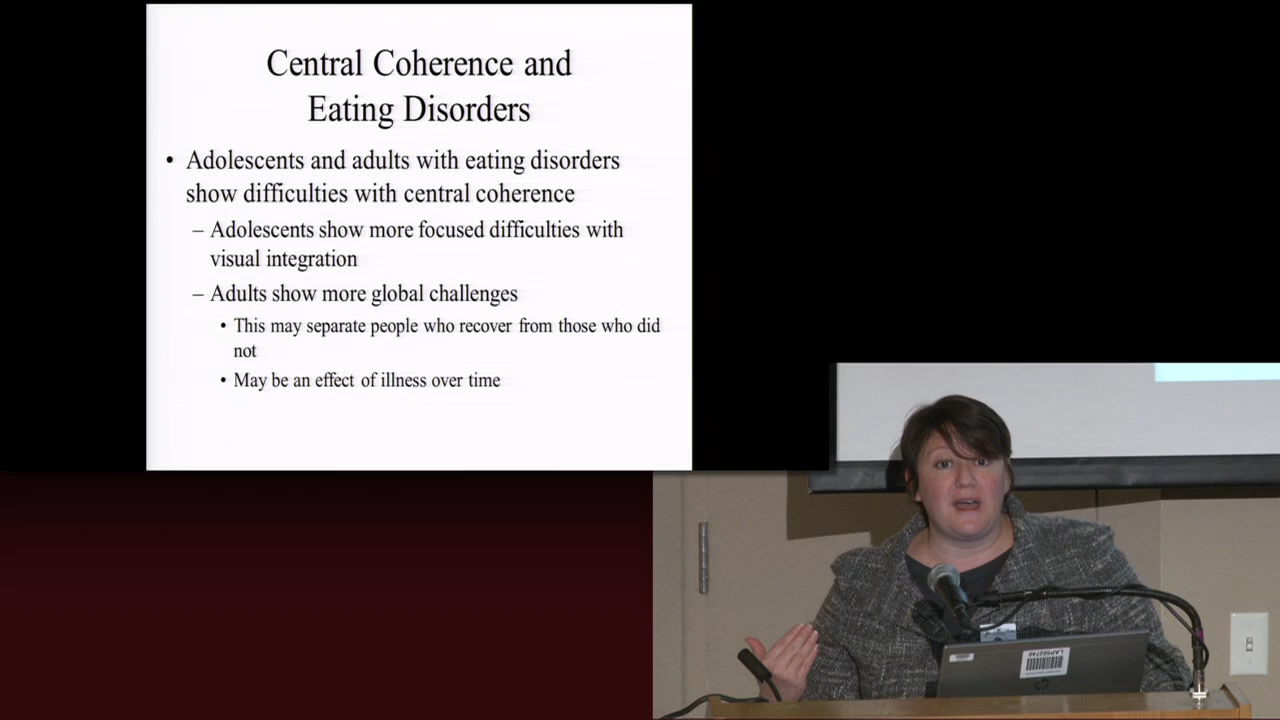 Central Coherence and
Eating Disorders
• Adolescents and adults with eating disorders
show difficulties with central coherence
– Adolescents show more focused difficulties with
visual integration
– Adults show more global challenges
• This may separate people who recover from those who did
not
• May be an effect of illness over time
LAPS02740